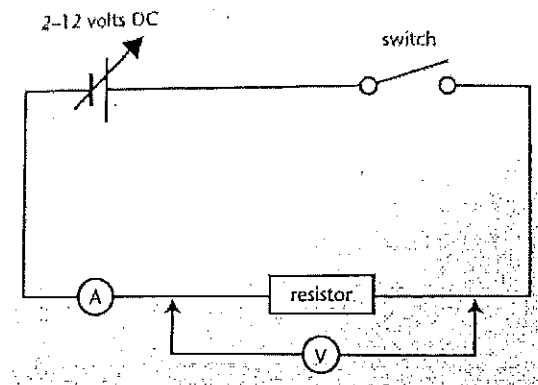 2–12 volts DC
switch
A
resistor
V